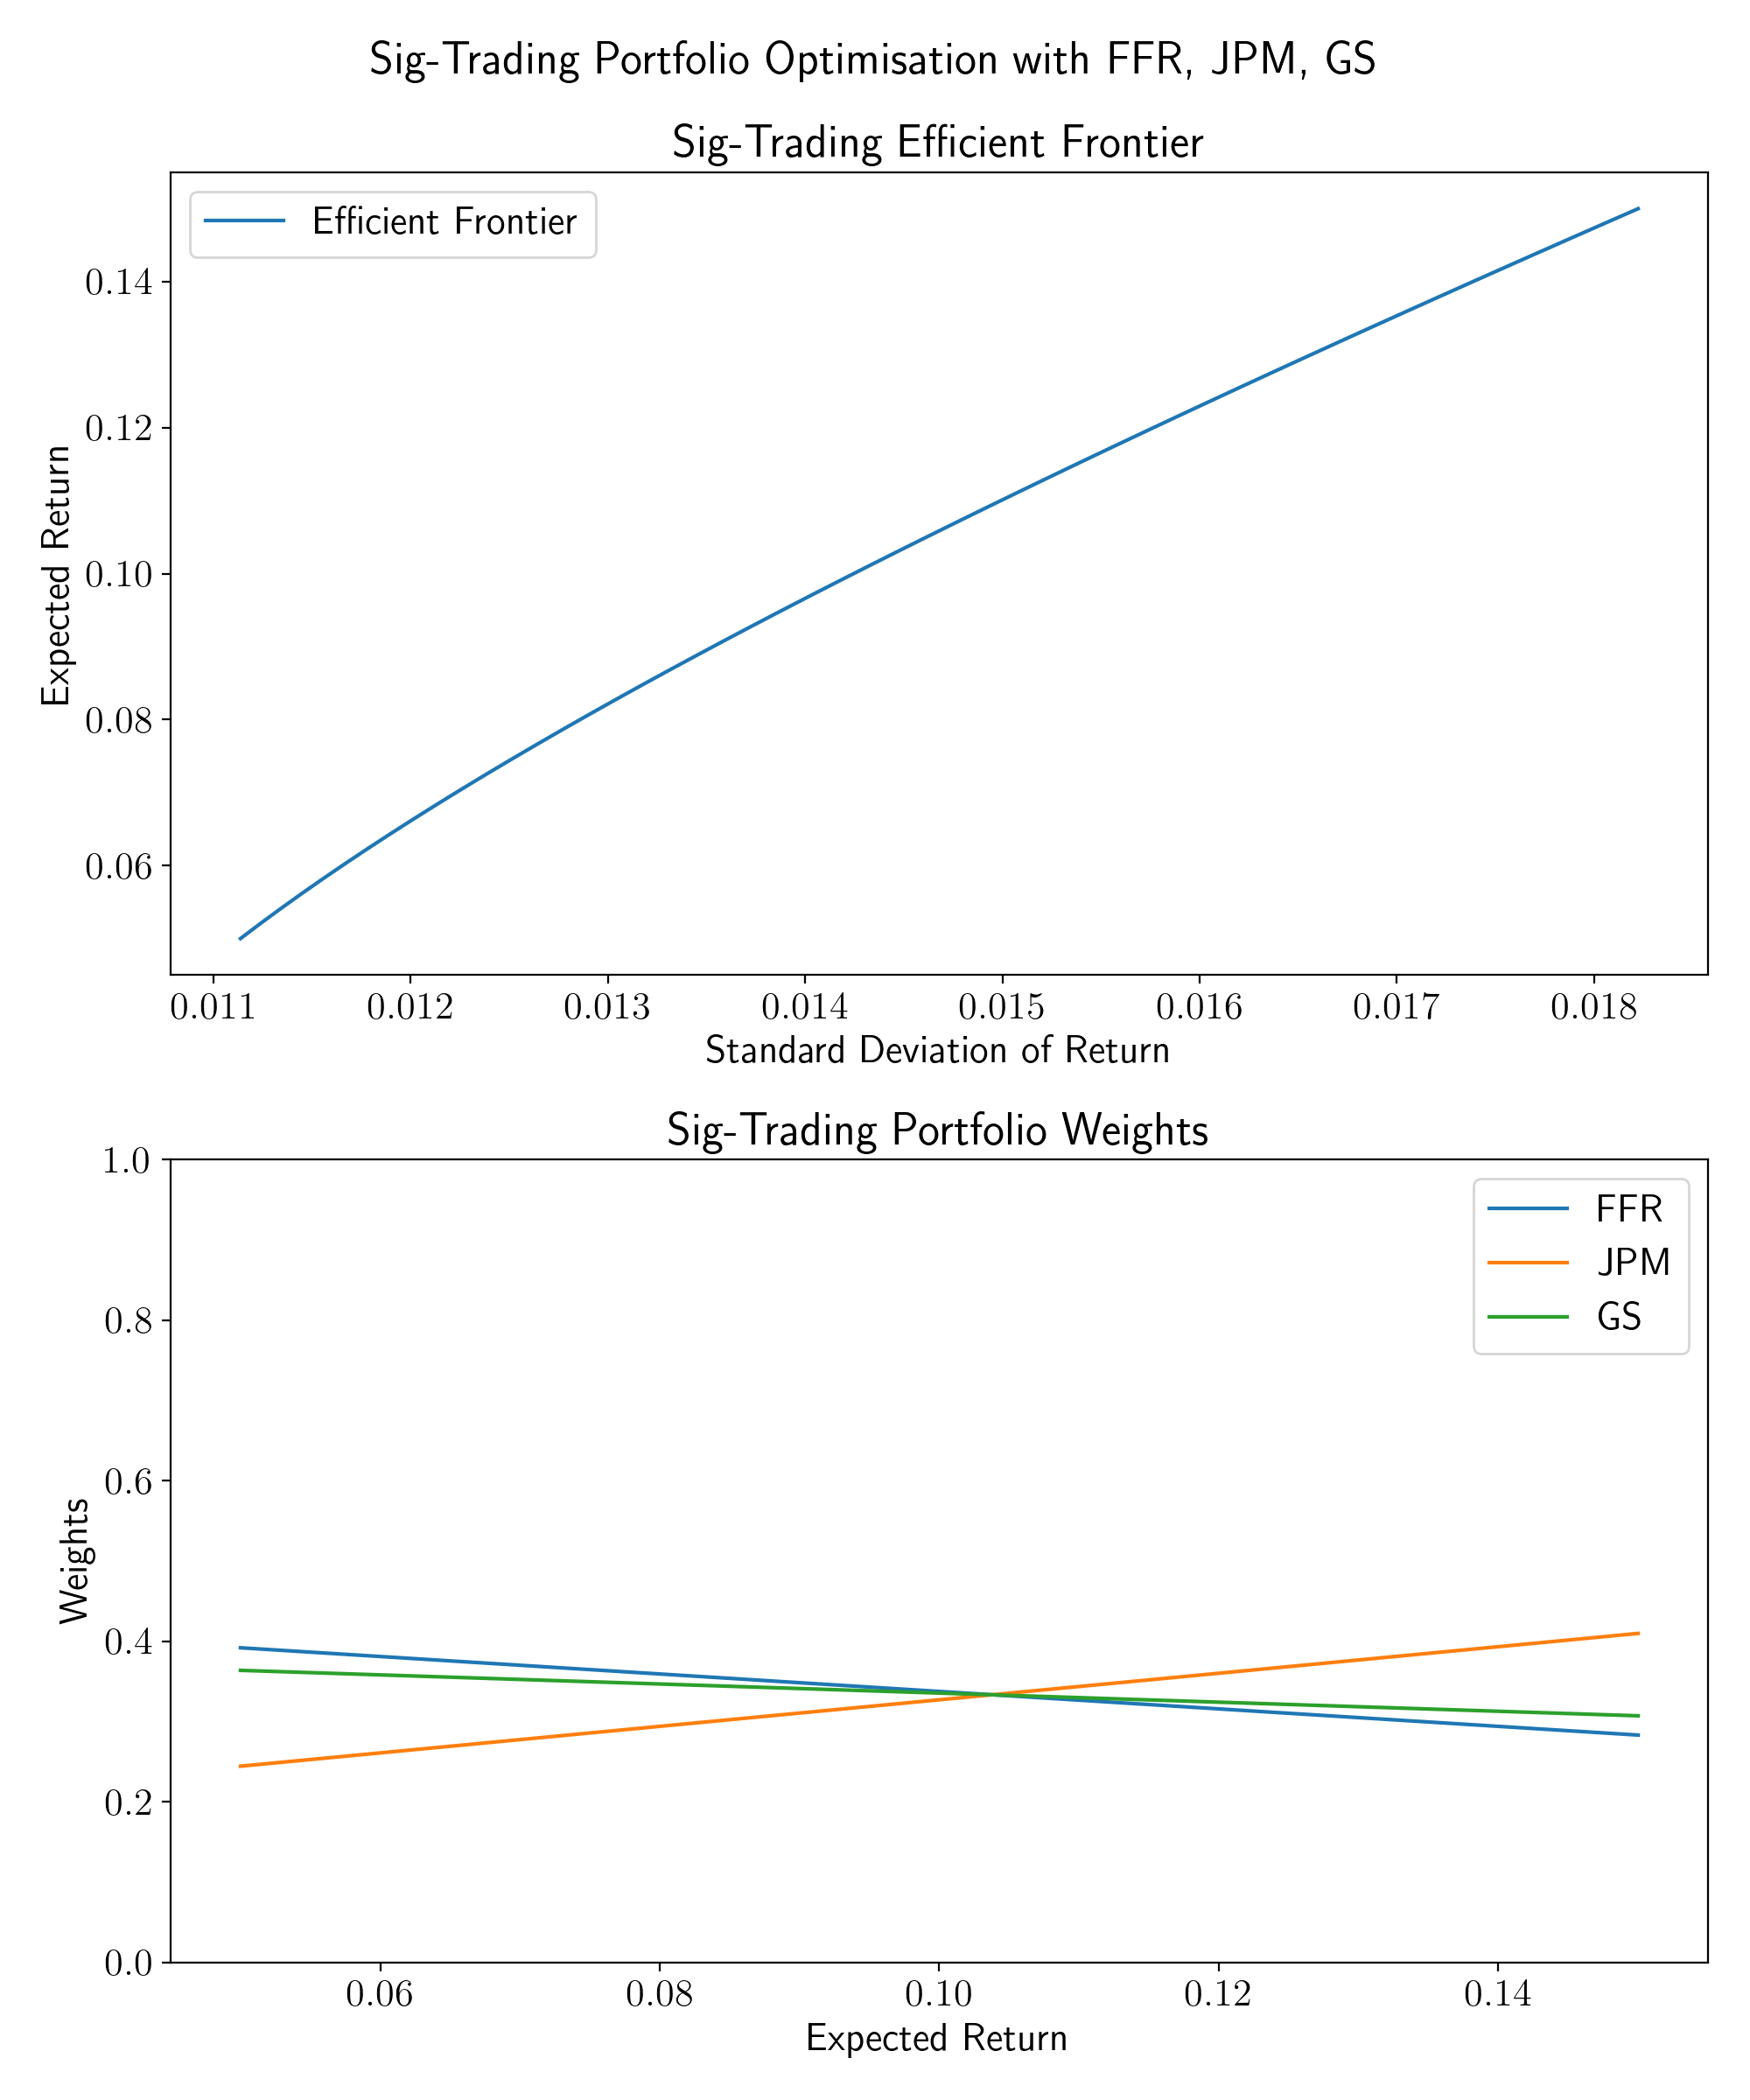 Sig-Trading Portfolio Optimisation with FFR, JPM, GS
Sig-Trading Efficient Frontier
Efficient Frontier
0.14
0.12
0.10
0.08
0.06
Expected Return
0.011 0.012 0.013 0.014 0.015 0.016 0.017 0.018
Standard Deviation of Return
Sig-Trading Portfolio Weights
FFR
JPM
GS
1.0
0.8
0.6
0.4
0.2
0.0
Weights
0.06 0.08 0.10 0.12 0.14
Expected Return